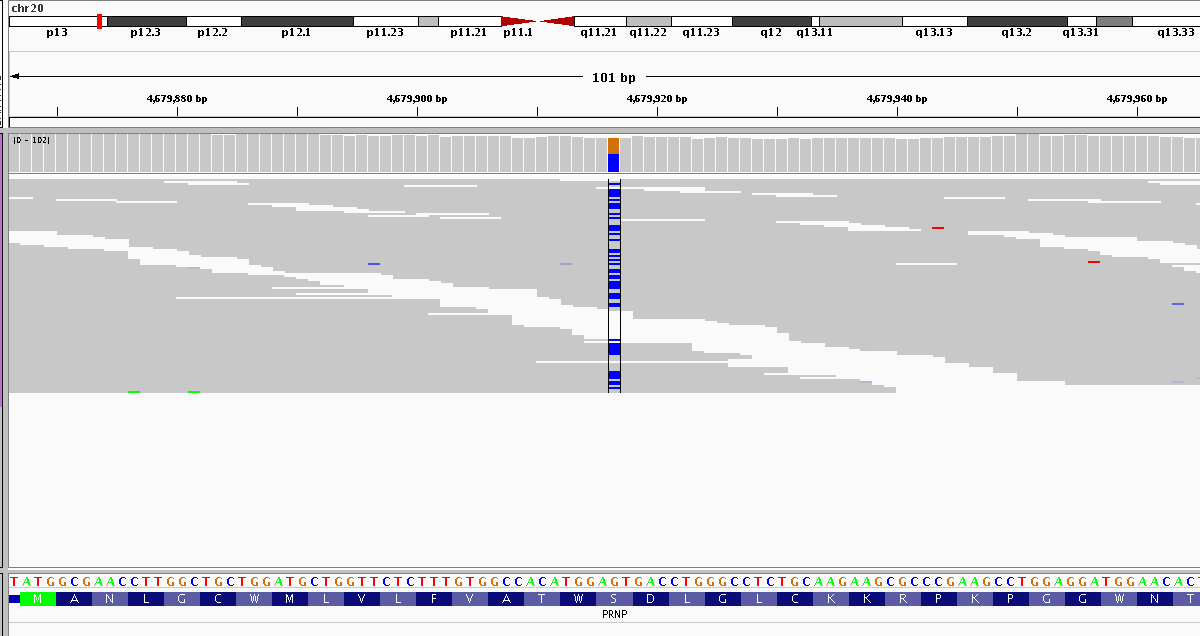 chr20
p13 p12.3 p12.2 p12.1 p11.23 p11.21 p11.1 q11.21 q11.22 q11.23 q12 q13.11 q13.13 q13.2 q13.31 q13.33
101 bp
4,679,880 bp 4,679,900 bp 4,679,920 bp 4,679,940 bp 4,679,960 bp
[0 - 102]
TATGGCGAACCTTGGCTGCTGGATGCTGGTTCTCTTTGTGGCCACATGGAGTGACCTGGGCCTCTGCAAGAAGCGCCCGAAGCCTGGAGGATGGAACAC
M A N L G C W M L V L F V A T W S D L G L C K K R P K P G G W N T
PRNP